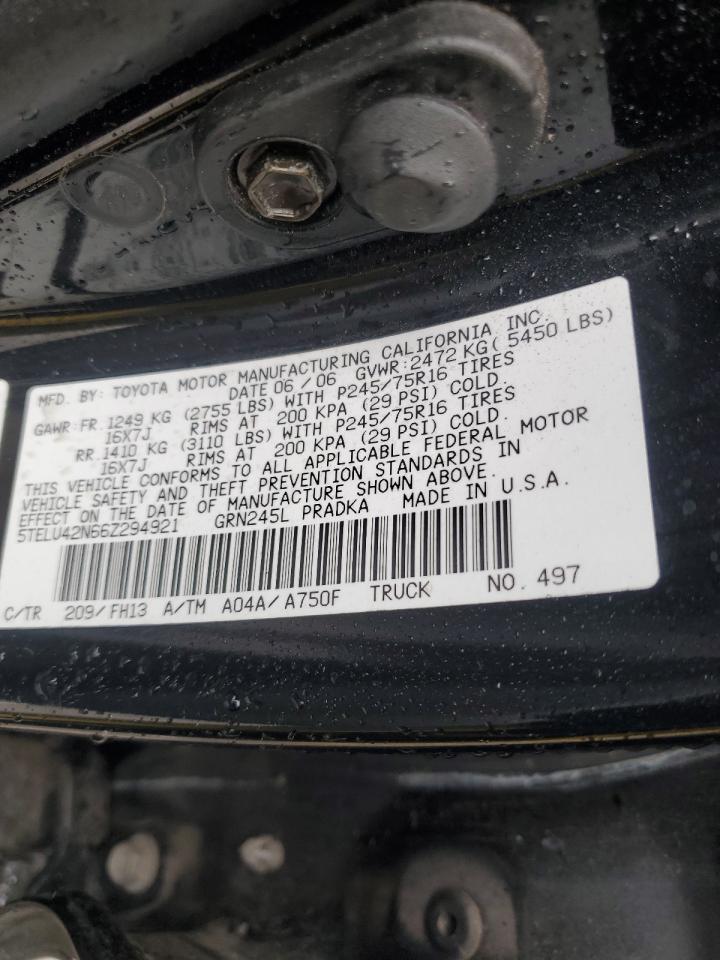 MFD. BY: TOYOTA MOTOR MANUFACTURING CALIFORNIA INC.
DATE 06/06 GVWR:2472 KG( 5450 LBS)
GAWR:FR. 1249 KG (2755 LBS) WITH P245/75R16 TIRES
16X7J RIMS AT 200 KPA (29 PSI) COLD.
RR. 1410 KG (3110 LBS) WITH P245/75R16 TIRES
16X7J RIMS AT 200 KPA (29 PSI) COLD.
THIS VEHICLE CONFORMS TO ALL APPLICABLE FEDERAL MOTOR
VEHICLE SAFETY AND THEFT PREVENTION STANDARDS IN
EFFECT ON THE DATE OF MANUFACTURE SHOWN ABOVE.
5TELU42N66Z294921 GRN245L PRADKA MADE IN U.S.A.
C/TR 209/FH13 A/TM A04A/A750F TRUCK NO. 497